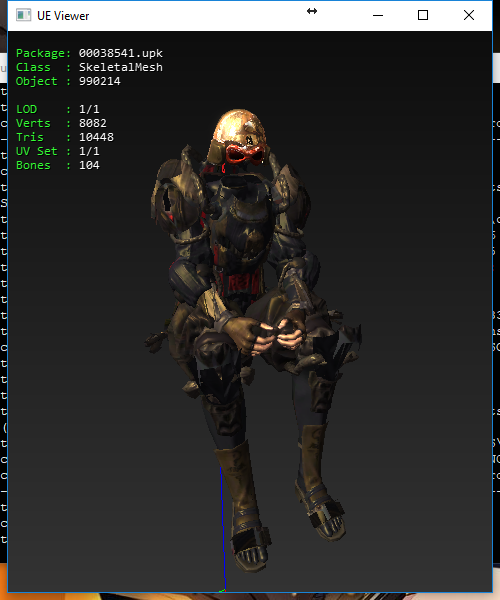 UE Viewer
Package: 00038541.upk
Class : SkeletalMesh
Object : 990214
LOD : 1/1
Verts : 8082
Tris : 10448
UV Set : 1/1
Bones : 104